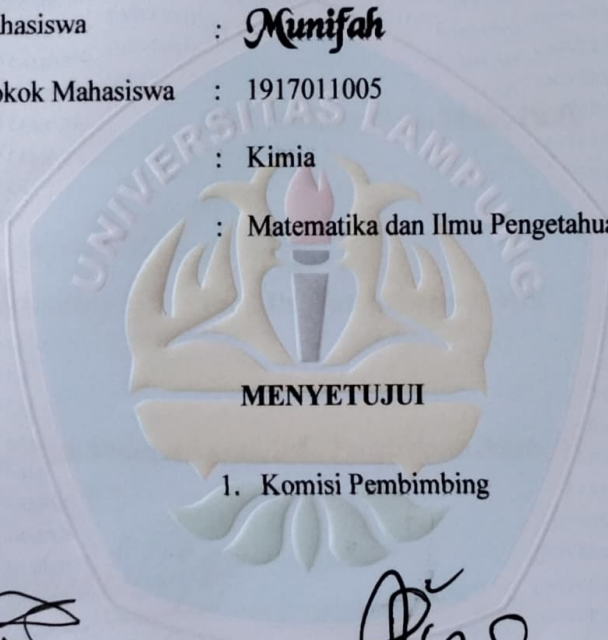 hasiswa : Munifah
okok Mahasiswa : 1917011005
: Kimia
: Matematika dan Ilmu Pengetahua
UNIVERSITAS LAMPUNG
MENYETUJUI
1. Komisi Pembimbing